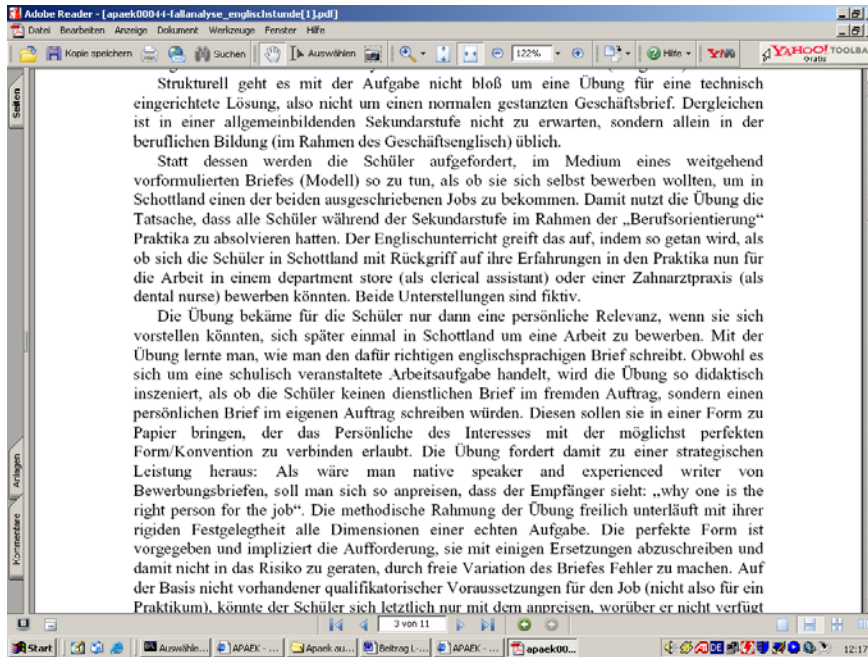 Adobe Reader - [apaek00044-fallanalyse_englischstunde[1].pdf]
Datei Bearbeiten Anzeige Dokument Werkzeuge Fenster Hilfe
Kopie speichern Suchen Auswählen 122% Hilfe YAHOO! TOOLBA Gratis
Seiten
Strukturell geht es mit der Aufgabe nicht bloß um eine Übung für eine technisch
eingerichtete Lösung, also nicht um einen normalen gestanzten Geschäftsbrief. Dergleichen
ist in einer allgemeinbildenden Sekundarstufe nicht zu erwarten, sondern allein in der
beruflichen Bildung (im Rahmen des Geschäftsenglisch) üblich.
Statt dessen werden die Schüler aufgefordert, im Medium eines weitgehend
vorformulierten Briefes (Modell) so zu tun, als ob sie sich selbst bewerben wollten, um in
Schottland einen der beiden ausgeschriebenen Jobs zu bekommen. Damit nutzt die Übung die
Tatsache, dass alle Schüler während der Sekundarstufe im Rahmen der „Berufsorientierung“
Praktika zu absolvieren hatten. Der Englischunterricht greift das auf, indem so getan wird, als
ob sich die Schüler in Schottland mit Rückgriff auf ihre Erfahrungen in den Praktika nun für
die Arbeit in einem department store (als clerical assistant) oder einer Zahnarztpraxis (als
dental nurse) bewerben könnten. Beide Unterstellungen sind fiktiv.
Die Übung bekäme für die Schüler nur dann eine persönliche Relevanz, wenn sie sich
vorstellen könnten, sich später einmal in Schottland um eine Arbeit zu bewerben. Mit der
Übung lernte man, wie man den dafür richtigen englischsprachigen Brief schreibt. Obwohl es
sich um eine schulisch veranstaltete Arbeitsaufgabe handelt, wird die Übung so didaktisch
inszeniert, als ob die Schüler keinen dienstlichen Brief im fremden Auftrag, sondern einen
persönlichen Brief im eigenen Auftrag schreiben würden. Diesen sollen sie in einer Form zu
Papier bringen, der das Persönliche des Interesses mit der möglichst perfekten
Form/Konvention zu verbinden erlaubt. Die Übung fordert damit zu einer strategischen
Leistung heraus: Als wäre man native speaker and experienced writer von
Bewerbungsbriefen, soll man sich so anpreisen, dass der Empfänger sieht: „why one is the
right person for the job“. Die methodische Rahmung der Übung freilich unterläuft mit ihrer
rigiden Festgelegtheit alle Dimensionen einer echten Aufgabe. Die perfekte Form ist
vorgegeben und impliziert die Aufforderung, sie mit einigen Ersetzungen abzuschreiben und
damit nicht in das Risiko zu geraten, durch freie Variation des Briefes Fehler zu machen. Auf
der Basis nicht vorhandener qualifikatorischer Voraussetzungen für den Job (nicht also für ein
Praktikum), könnte der Schüler sich letztlich nur mit dem anpreisen, worüber er nicht verfügt
Anlagen
Kommentare
3 von 11
Start Auswähle... APAEK - ... Apaek au... Beitrag L-... APAEK - ... apaek00... DE 12:17